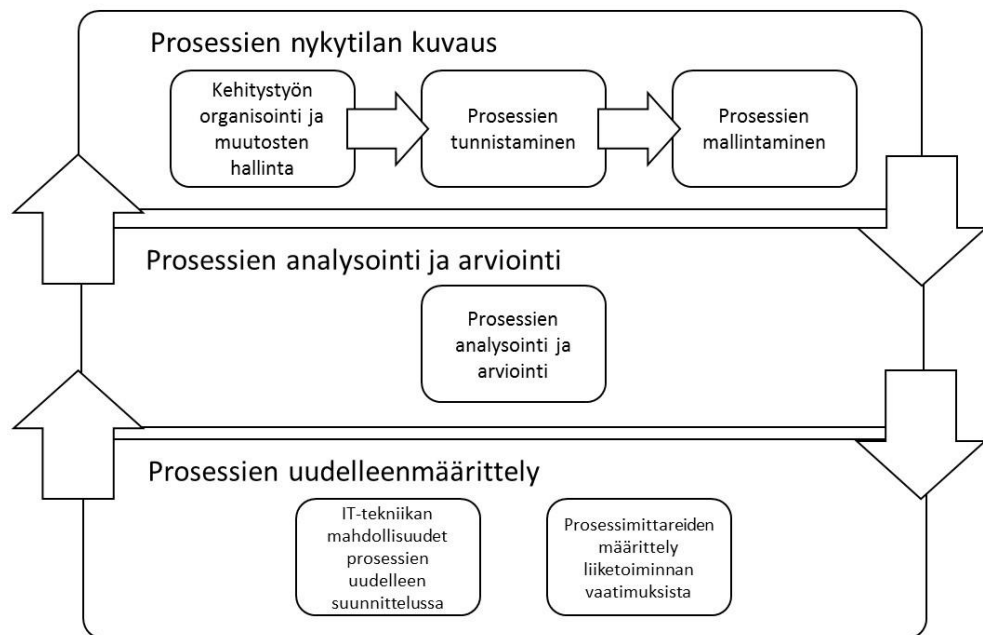 Prosessien nykytilan kuvaus
Kehitystyön
organisointi ja
muutosten
hallinta
Prosessien
tunnistaminen
Prosessien
mallintaminen
Prosessien analysointi ja arviointi
Prosessien
analysointi ja
arviointi
Prosessien uudelleenmäärittely
IT-tekniikan
mahdollisuudet
prosessien
uudelleen
suunnittelussa
Prosessimittareiden
määrittely
liiketoiminnan
vaatimuksista